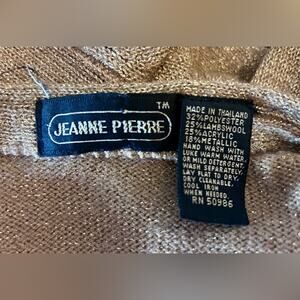 TM
JEANNE PIERRE
MADE IN THAILAND
32% POLYESTER
25% LAMBSWOOL
25% ACRYLIC
18% METALLIC
HAND WASH WITH
LUKE WARM WATER
OR MILD DETERGENT.
WASH SEPARATELY.
LAY FLAT TO DRY.
DRY CLEANABLE.
COOL IRON
WHEN NEEDED.
RN 50986